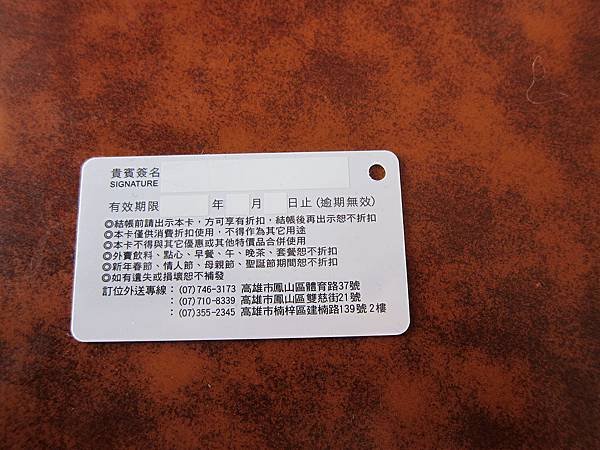 貴賓簽名
SIGNATURE
有效期限 年 月 日止(逾期無效)
◎結帳前請出示本卡,方可享有折扣,結帳後再出示恕不折扣
◎本卡僅供消費折扣使用,不得作為其它用途
◎本卡不得與其它優惠或其他特價品合併使用
◎外賣飲料、點心、早餐、午、晚茶、套餐恕不折扣
◎新年春節、情人節、母親節、聖誕節期間恕不折扣
◎如有遺失或損壞恕不補發
訂位外送專線:(07)746-3173 高雄市鳳山區體育路37號
:(07)710-8339 高雄市鳳山區雙慈街21號
:(07)355-2345 高雄市楠梓區建楠路139號2樓